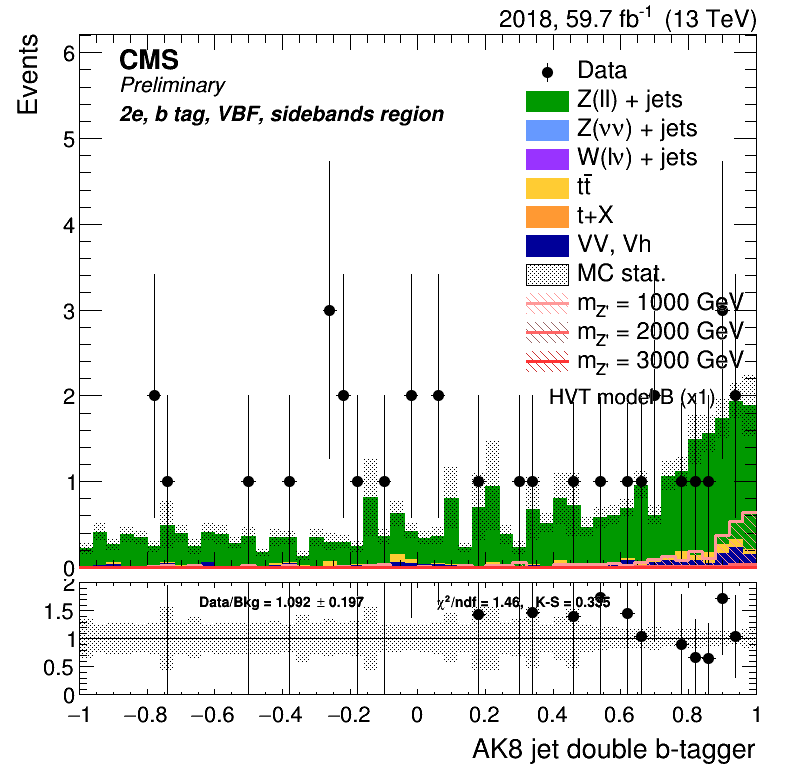 2018, 59.7 fb⁻¹ (13 TeV)
Events
CMS
Preliminary
2e, b tag, VBF, sidebands region
Data
Z(ll) + jets
Z(νν) + jets
W(lν) + jets
tt̄
t+X
VV, Vh
MC stat.
m_Z' = 1000 GeV
m_Z' = 2000 GeV
m_Z' = 3000 GeV
HVT model B (x1)
6
5
4
3
2
1
0
Data/Bkg = 1.092 ± 0.197 χ²/ndf = 1.46, K-S = 0.335
2
1.5
1
0.5
0
−1 −0.8 −0.6 −0.4 −0.2 0 0.2 0.4 0.6 0.8 1
AK8 jet double b-tagger